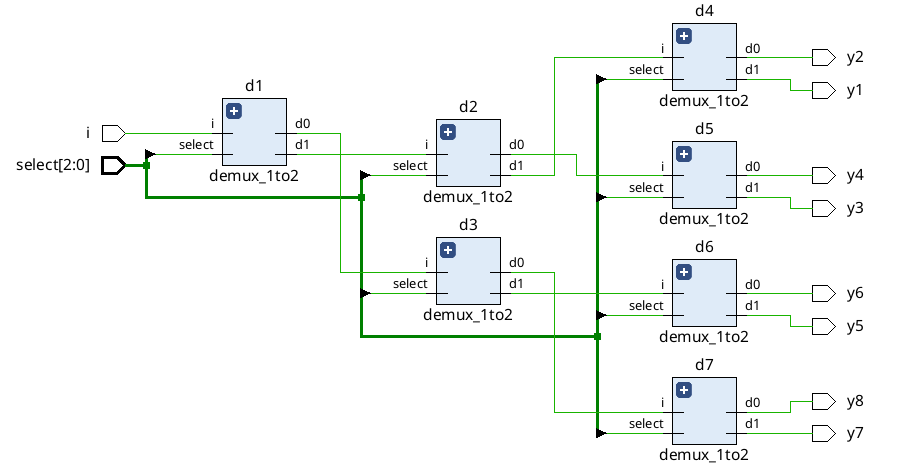 i
select[2:0]
d1
i
select
d0
d1
demux_1to2
d2
i
select
d0
d1
demux_1to2
d3
i
select
d0
d1
demux_1to2
d4
i
select
d0
d1
demux_1to2
y2
y1
d5
i
select
d0
d1
demux_1to2
y4
y3
d6
i
select
d0
d1
demux_1to2
y6
y5
d7
i
select
d0
d1
demux_1to2
y8
y7